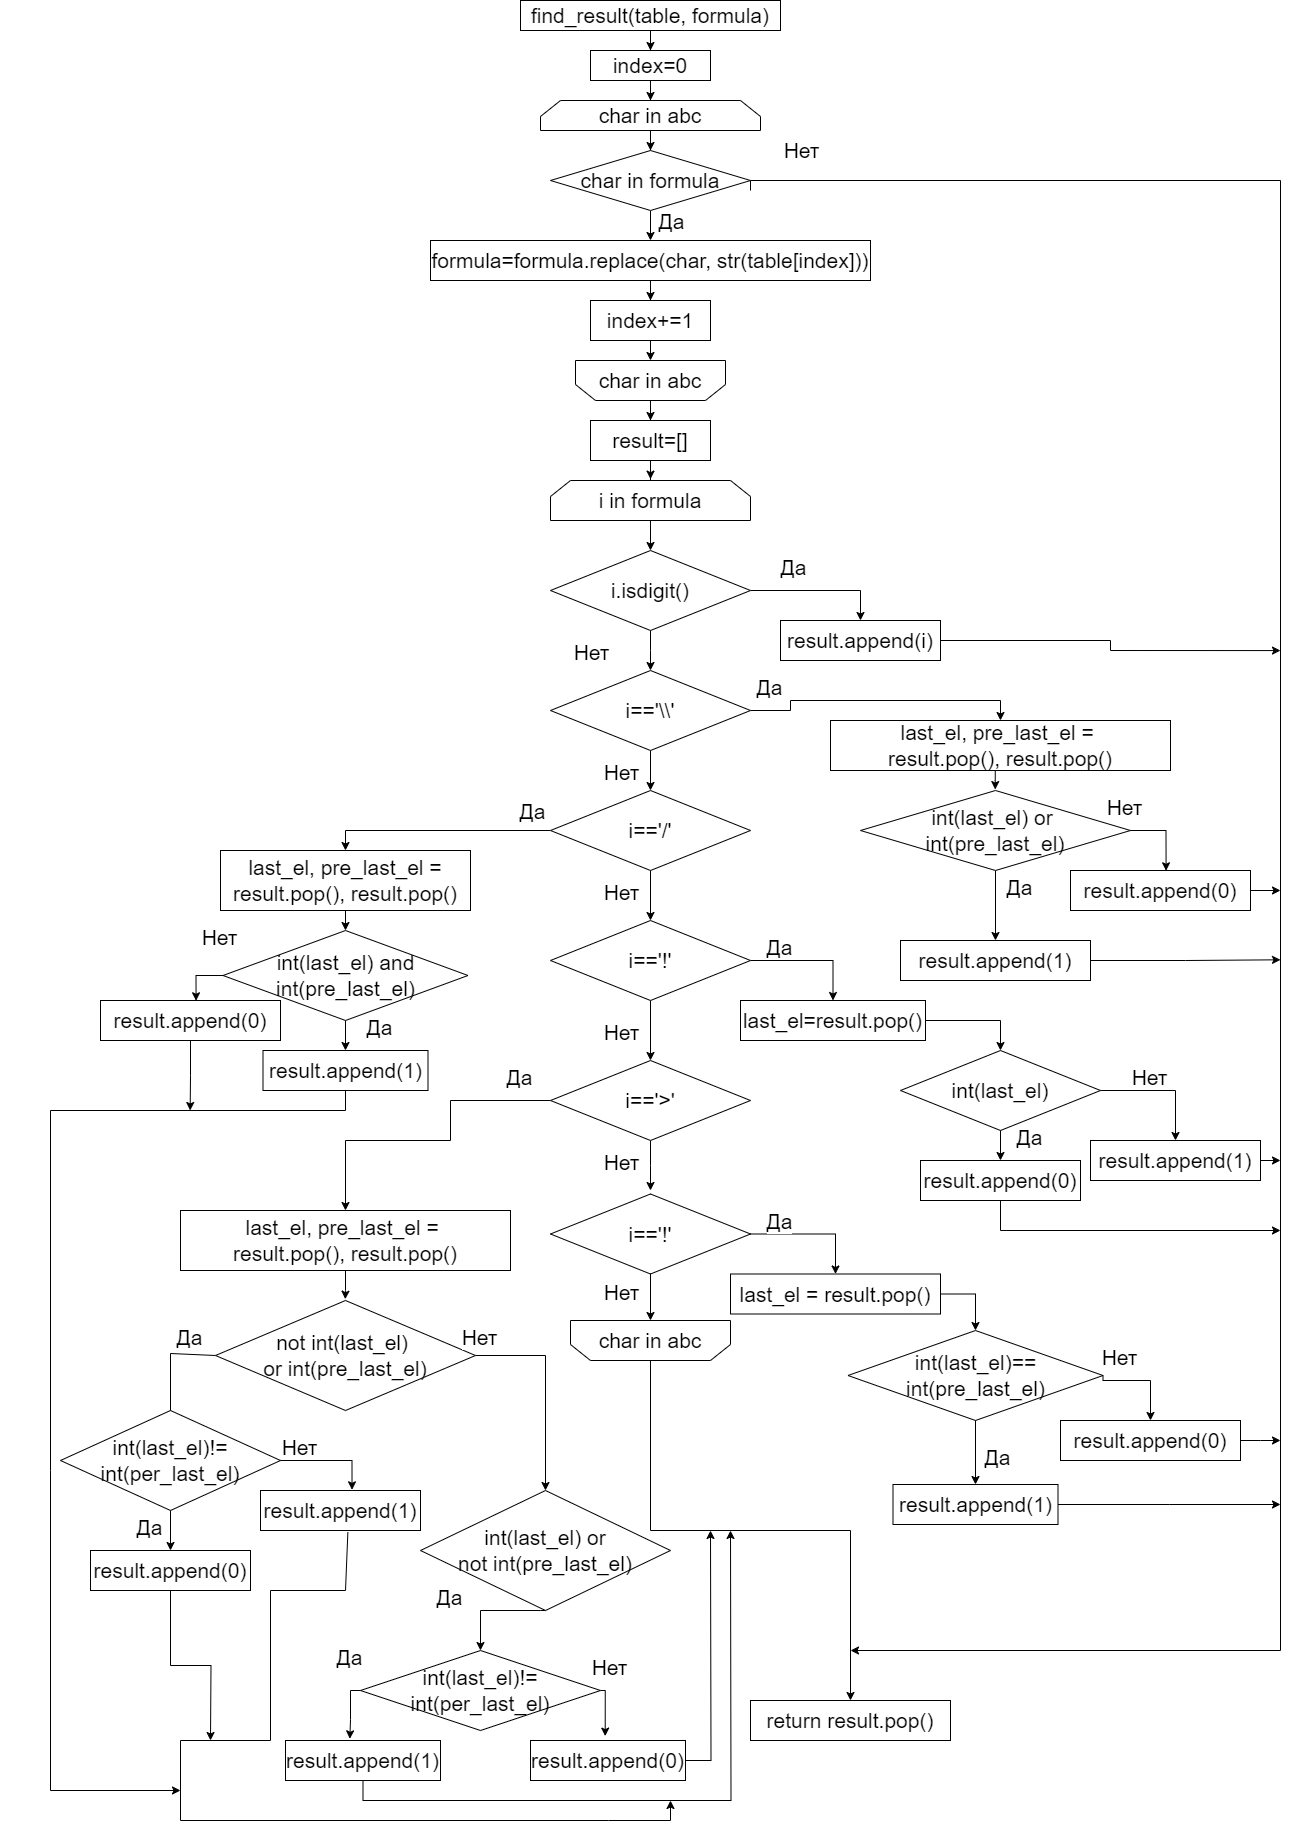 find_result(table, formula)
index=0
char in abc
Нет
char in formula
Да
formula=formula.replace(char, str(table[index]))
index+=1
char in abc
result=[]
i in formula
Да
i.isdigit()
result.append(i)
Нет
Да
i=='\\'
last_el, pre_last_el =
result.pop(), result.pop()
Нет
Да
i=='/'
Нет
int(last_el) or
int(pre_last_el)
last_el, pre_last_el =
result.pop(), result.pop()
Нет
Да
result.append(0)
Нет
int(last_el) and
int(pre_last_el)
i=='!'
Да
result.append(1)
result.append(0)
Да
last_el=result.pop()
Нет
result.append(1)
Да
i=='>'
int(last_el)
Нет
Да
Нет
result.append(1)
result.append(0)
last_el, pre_last_el =
result.pop(), result.pop()
i=='!'
Да
Нет
last_el = result.pop()
Да
not int(last_el)
or int(pre_last_el)
Нет
char in abc
int(last_el)==
int(pre_last_el)
Нет
int(last_el)!=
int(per_last_el)
Нет
result.append(0)
Да
result.append(1)
result.append(1)
Да
result.append(0)
int(last_el) or
not int(pre_last_el)
Да
Да
int(last_el)!=
int(per_last_el)
Нет
return result.pop()
result.append(1)
result.append(0)